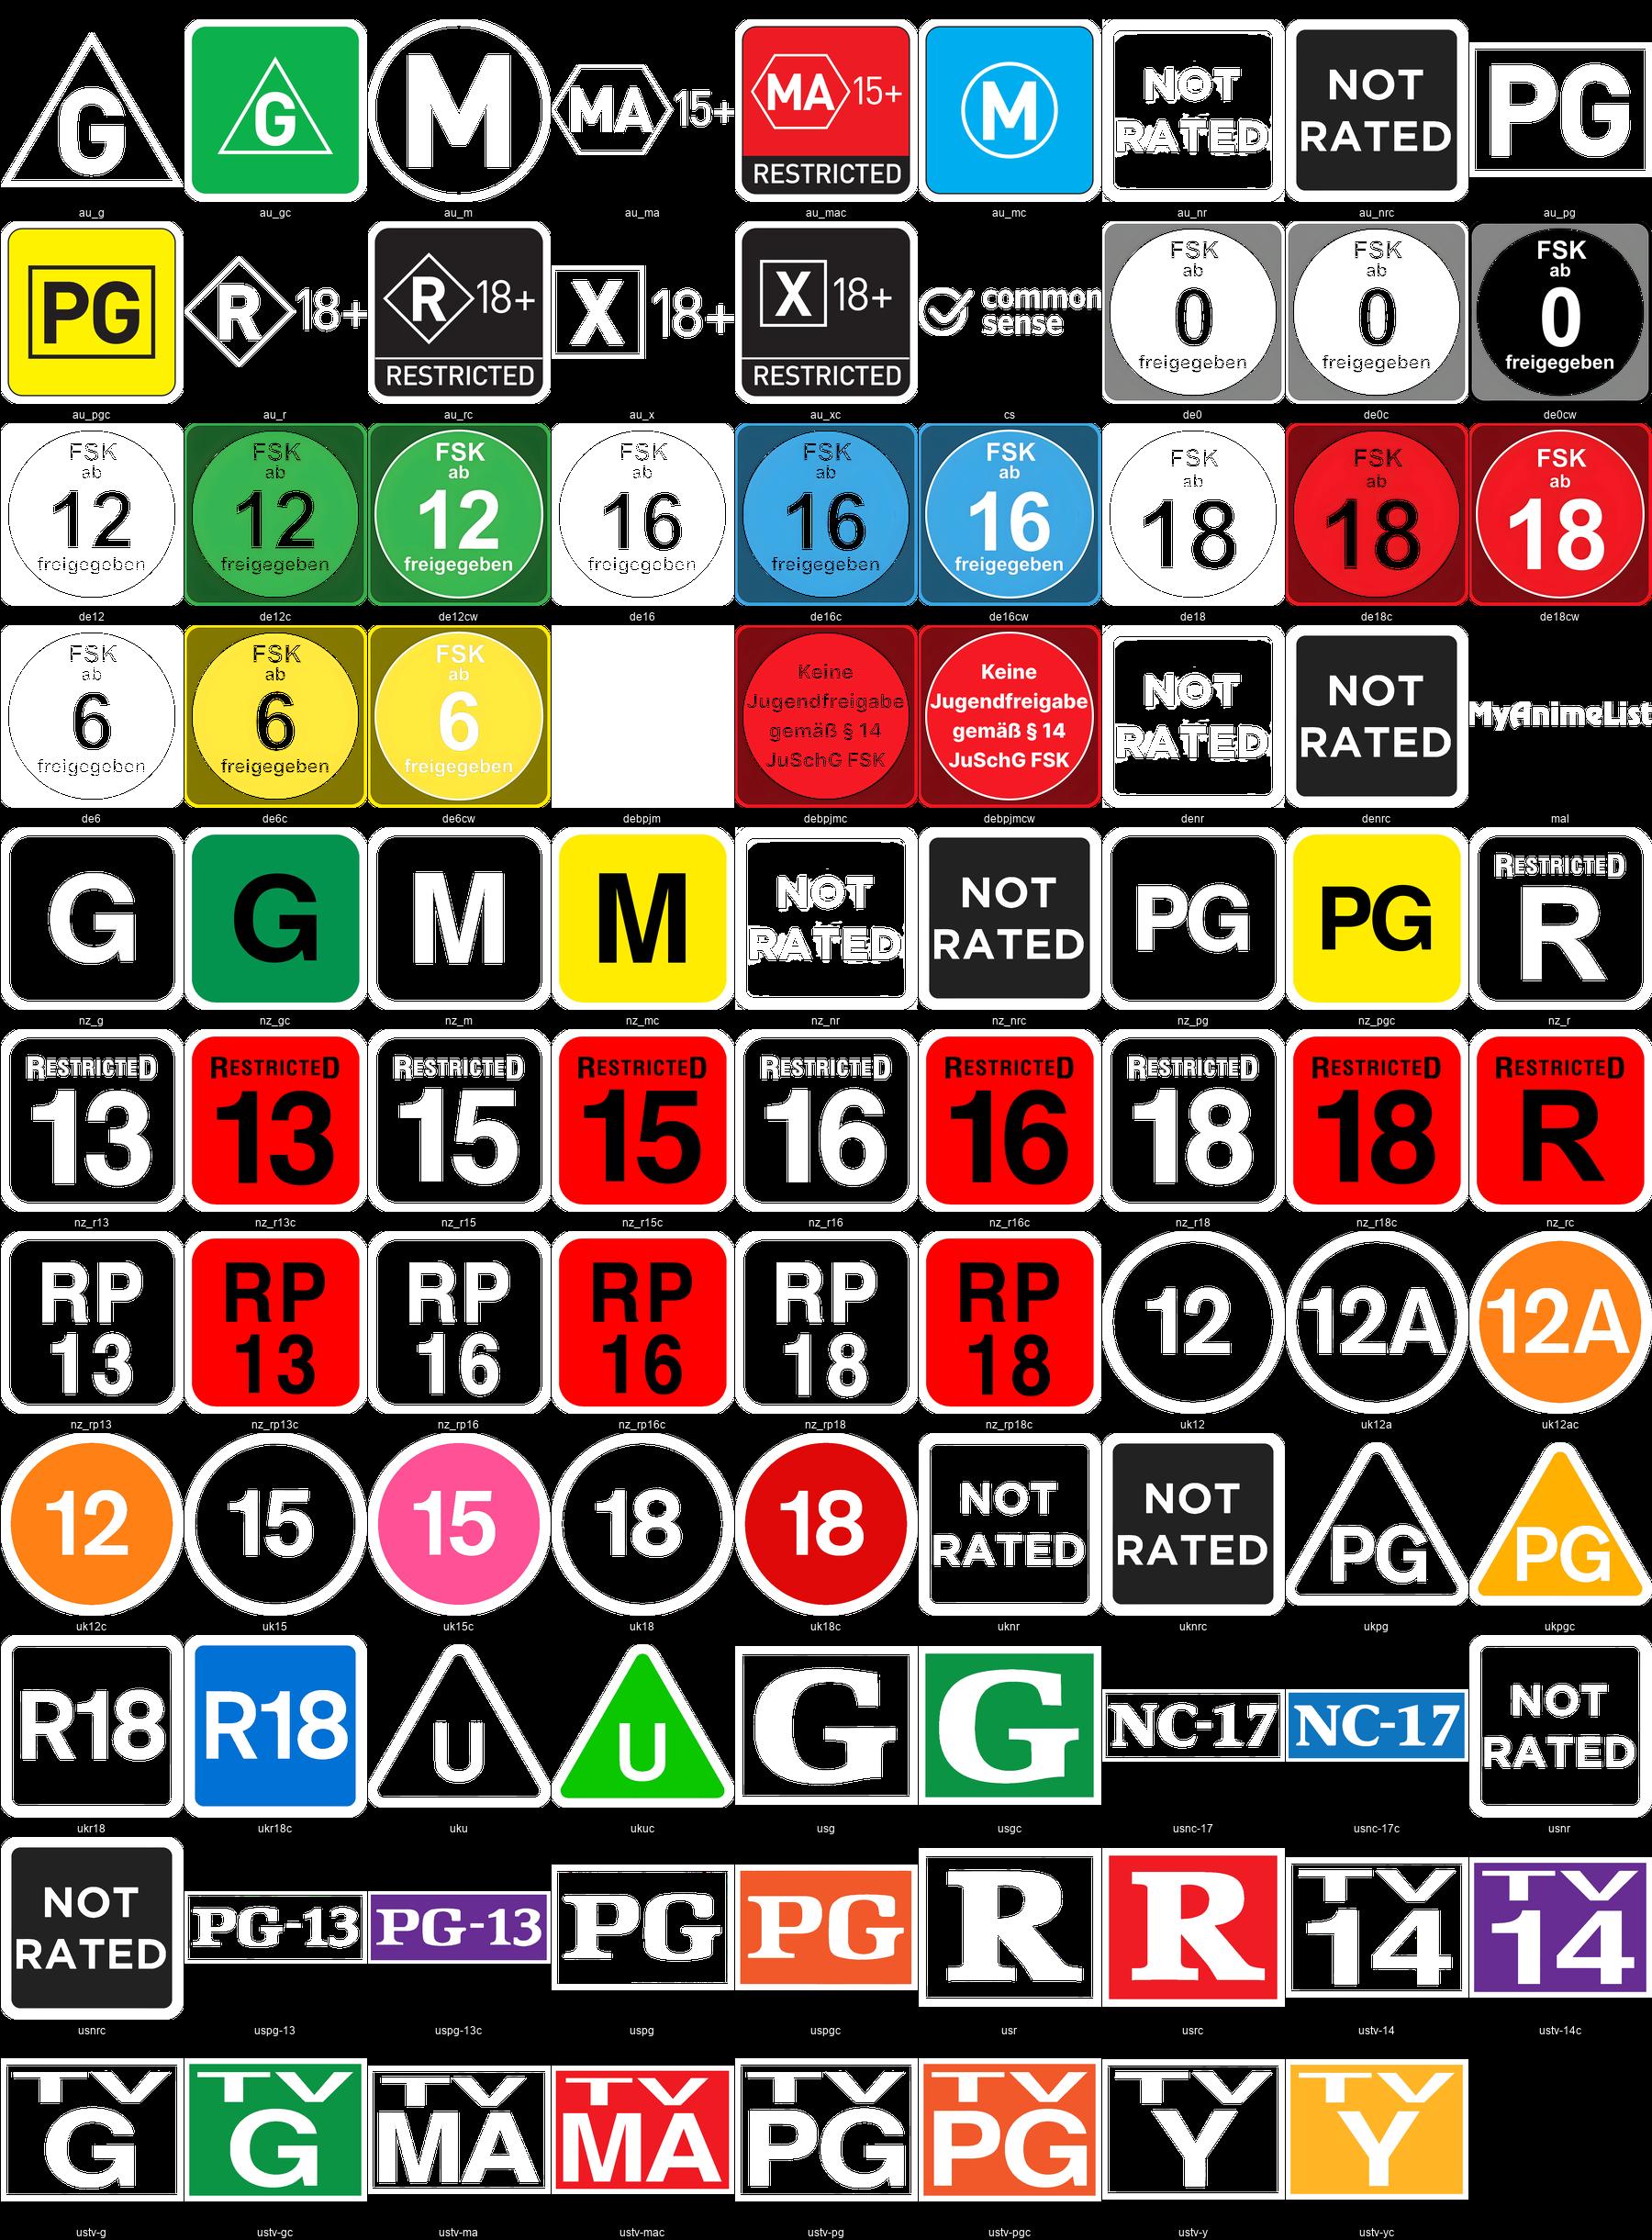 G
G
M
MA 15+
MA 15+
RESTRICTED
M
NOT
RATED
NOT
RATED
PG
au_g au_gc au_m au_ma au_mac au_mc au_nr au_nrc au_pg
PG
R 18+
R 18+
RESTRICTED
X 18+
X 18+
RESTRICTED
common
sense
FSK
ab
0
freigegeben
FSK
ab
0
freigegeben
FSK
ab
0
freigegeben
au_pgc au_r au_rc au_x au_xc cs de0 de0c de0cw
FSK
ab
12
freigegeben
FSK
ab
12
freigegeben
FSK
ab
12
freigegeben
FSK
ab
16
freigegeben
FSK
ab
16
freigegeben
FSK
ab
16
freigegeben
FSK
ab
18
FSK
ab
18
FSK
ab
18
de12 de12c de12cw de16 de16c de16cw de18 de18c de18cw
FSK
ab
6
freigegeben
FSK
ab
6
freigegeben
FSK
ab
6
freigegeben
Keine
Jugendfreigabe
gemäß § 14
JuSchG FSK
Keine
Jugendfreigabe
gemäß § 14
JuSchG FSK
NOT
RATED
NOT
RATED
MyAnimeList
de6 de6c de6cw debpjm debpjmc debpjmcw denr denrc mal
G
G
M
M
NOT
RATED
NOT
RATED
PG
PG
RESTRICTED
R
nz_g nz_gc nz_m nz_mc nz_nr nz_nrc nz_pg nz_pgc nz_r
RESTRICTED
13
RESTRICTED
13
RESTRICTED
15
RESTRICTED
15
RESTRICTED
16
RESTRICTED
16
RESTRICTED
18
RESTRICTED
18
RESTRICTED
R
nz_r13 nz_r13c nz_r15 nz_r15c nz_r16 nz_r16c nz_r18 nz_r18c nz_rc
RP
13
RP
13
RP
16
RP
16
RP
18
RP
18
12
12A
12A
nz_rp13 nz_rp13c nz_rp16 nz_rp16c nz_rp18 nz_rp18c uk12 uk12a uk12ac
12
15
15
18
18
NOT
RATED
NOT
RATED
PG
PG
uk12c uk15 uk15c uk18 uk18c uknr uknrc ukpg ukpgc
R18
R18
U
U
G
G
NC-17
NC-17
NOT
RATED
ukr18 ukr18c uku ukuc usg usgc usnc-17 usnc-17c usnr
NOT
RATED
PG-13
PG-13
PG
PG
R
R
TV
14
TV
14
usnrc uspg-13 uspg-13c uspg uspgc usr usrc ustv-14 ustv-14c
TV
G
TV
G
TV
MA
TV
MA
TV
PG
TV
PG
TV
Y
TV
Y
ustv-g ustv-gc ustv-ma ustv-mac ustv-pg ustv-pgc ustv-y ustv-yc